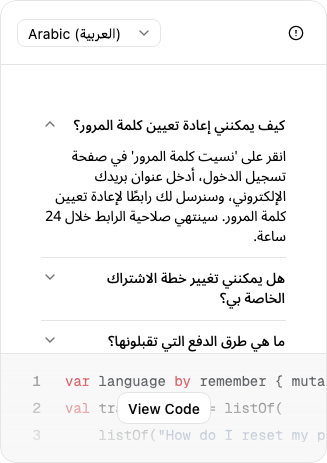 Arabic (العربية)
كيف يمكنني إعادة تعيين كلمة المرور؟
انقر على 'نسيت كلمة المرور' في صفحة
تسجيل الدخول، أدخل عنوان بريدك
الإلكتروني، وسنرسل لك رابطًا لإعادة تعيين
كلمة المرور. سينتهي صلاحية الرابط خلال 24
ساعة.
هل يمكنني تغيير خطة الاشتراك
الخاصة بي؟
ما هي طرق الدفع التي تقبلونها؟
1 var language by remember { muta
2 val tra = listOf(
View Code
3 listOf("How do I reset my p